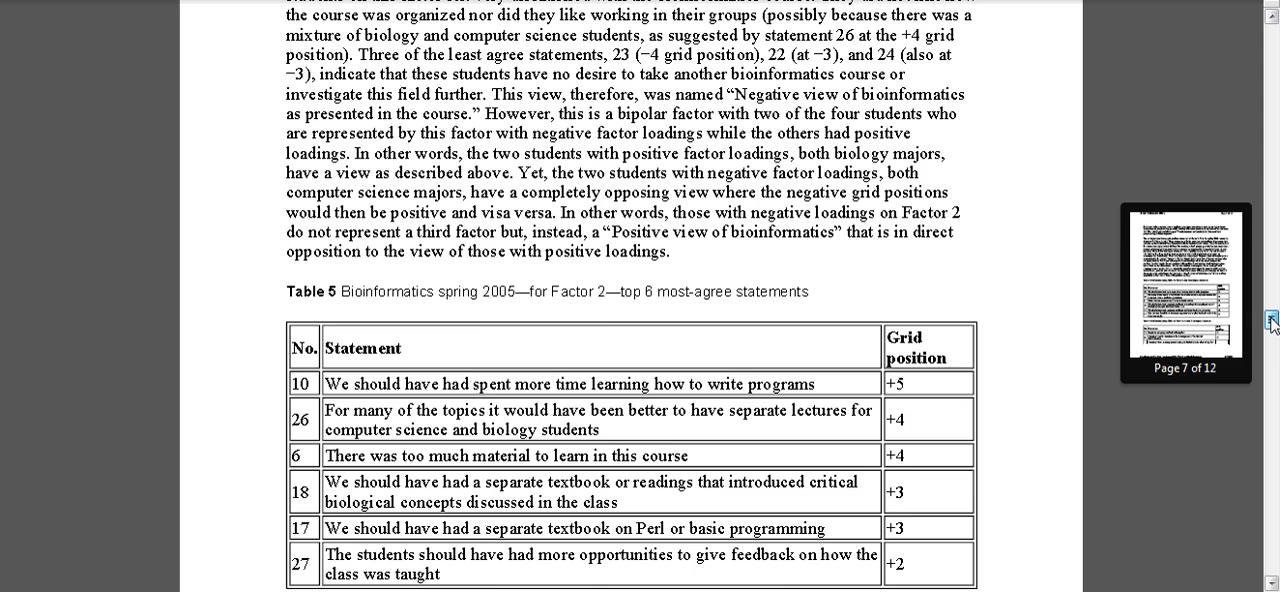 the course was organized nor did they like working in their groups (possibly because there was a
mixture of biology and computer science students, as suggested by statement 26 at the +4 grid
position). Three of the least agree statements, 23 (−4 grid position), 22 (at −3), and 24 (also at
−3), indicate that these students have no desire to take another bioinformatics course or
investigate this field further. This view, therefore, was named “Negative view of bioinformatics
as presented in the course.” However, this is a bipolar factor with two of the four students who
are represented by this factor with negative factor loadings while the others had positive
loadings. In other words, the two students with positive factor loadings, both biology majors,
have a view as described above. Yet, the two students with negative factor loadings, both
computer science majors, have a completely opposing view where the negative grid positions
would then be positive and visa versa. In other words, those with negative loadings on Factor 2
do not represent a third factor but, instead, a “Positive view of bioinformatics” that is in direct
opposition to the view of those with positive loadings.
Table 5 Bioinformatics spring 2005—for Factor 2—top 6 most-agree statements
No. Statement Grid
position
10 We should have had spent more time learning how to write programs +5
26 For many of the topics it would have been better to have separate lectures for
computer science and biology students +4
6 There was too much material to learn in this course +4
18 We should have had a separate textbook or readings that introduced critical
biological concepts discussed in the class +3
17 We should have had a separate textbook on Perl or basic programming +3
27 The students should have had more opportunities to give feedback on how the
class was taught +2
Page 7 of 12